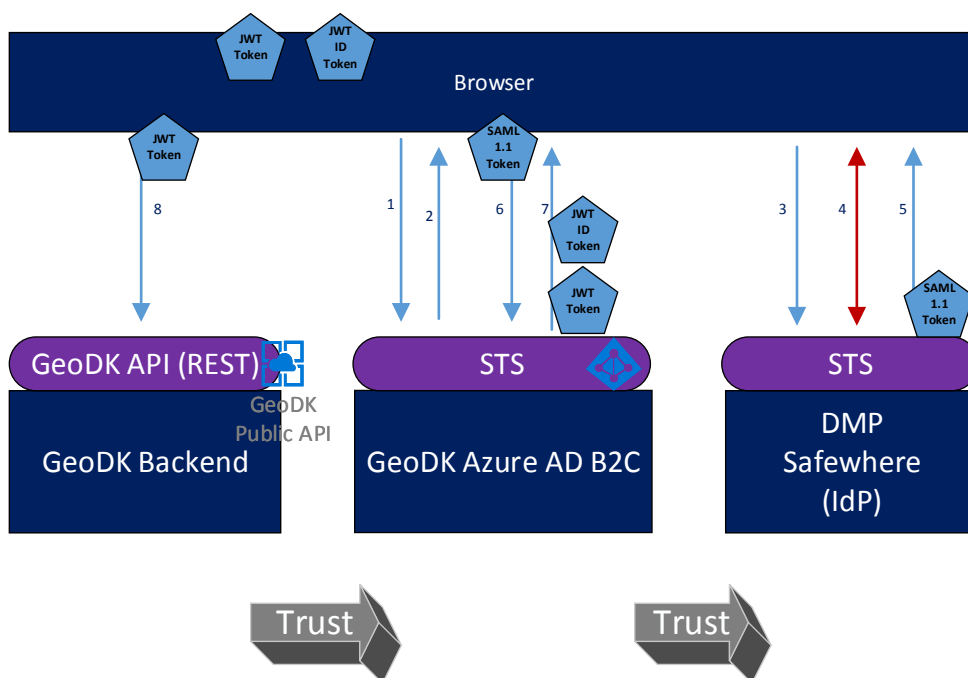 JWT
Token
JWT
ID
Token
Browser
JWT
Token
SAML
1.1
Token
8
1
2
6
7
3
4
5
JWT
ID
Token
JWT
Token
SAML
1.1
Token
GeoDK API (REST)
STS
STS
GeoDK
Public API
GeoDK Backend
GeoDK Azure AD B2C
DMP
Safewhere
(IdP)
Trust
Trust